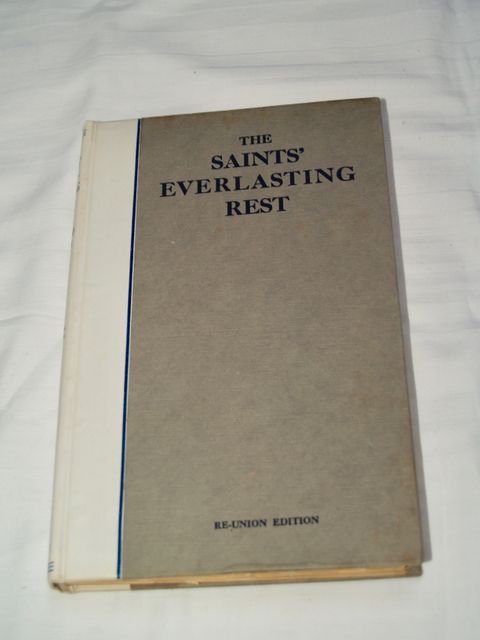 THE
SAINTS'
EVERLASTING
REST
RE-UNION EDITION